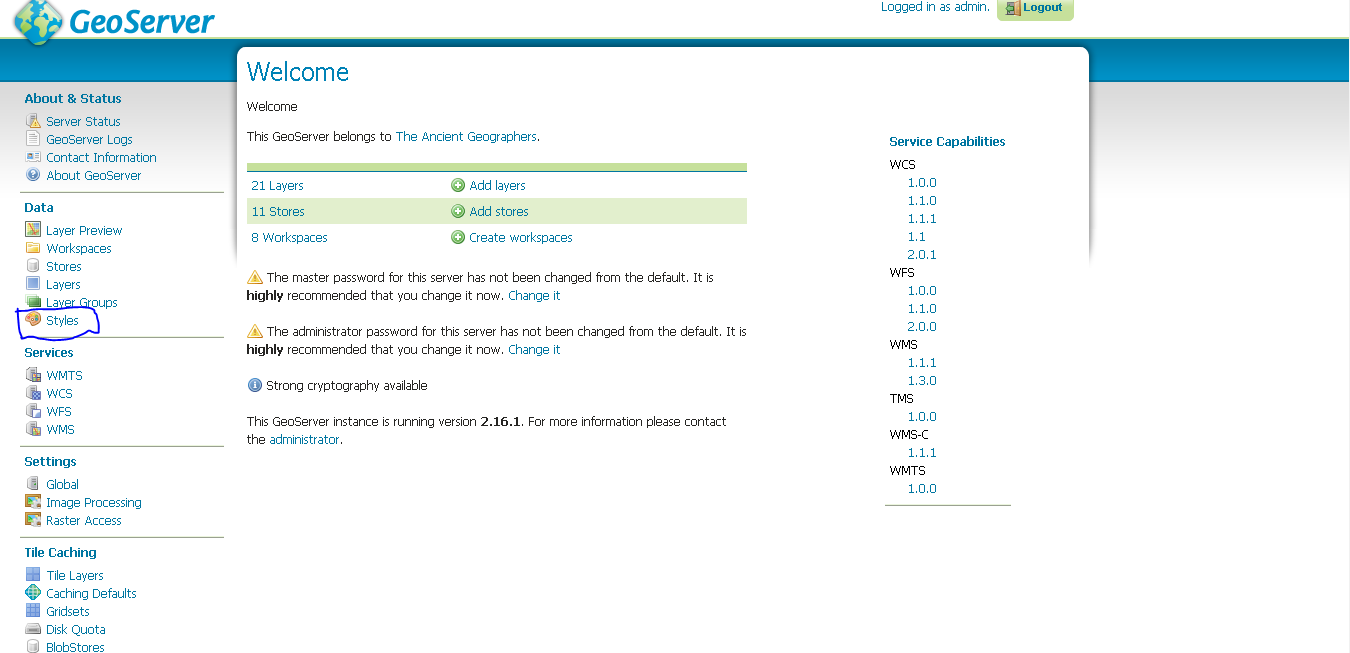 GeoServer
Logged in as admin.
Logout
About & Status
Server Status
GeoServer Logs
Contact Information
About GeoServer
Data
Layer Preview
Workspaces
Stores
Layers
Layer Groups
Styles
Services
WMTS
WCS
WFS
WMS
Settings
Global
Image Processing
Raster Access
Tile Caching
Tile Layers
Caching Defaults
Gridsets
Disk Quota
BlobStores
Welcome
Welcome
This GeoServer belongs to The Ancient Geographers.
21 Layers Add layers
11 Stores Add stores
8 Workspaces Create workspaces
The master password for this server has not been changed from the default. It is
highly recommended that you change it now. Change it
The administrator password for this server has not been changed from the default. It is
highly recommended that you change it now. Change it
Strong cryptography available
This GeoServer instance is running version 2.16.1. For more information please contact
the administrator.
Service Capabilities
WCS
1.0.0
1.1.0
1.1.1
1.1
2.0.1
WFS
1.0.0
1.1.0
2.0.0
WMS
1.1.1
1.3.0
TMS
1.0.0
WMS-C
1.1.1
WMTS
1.0.0